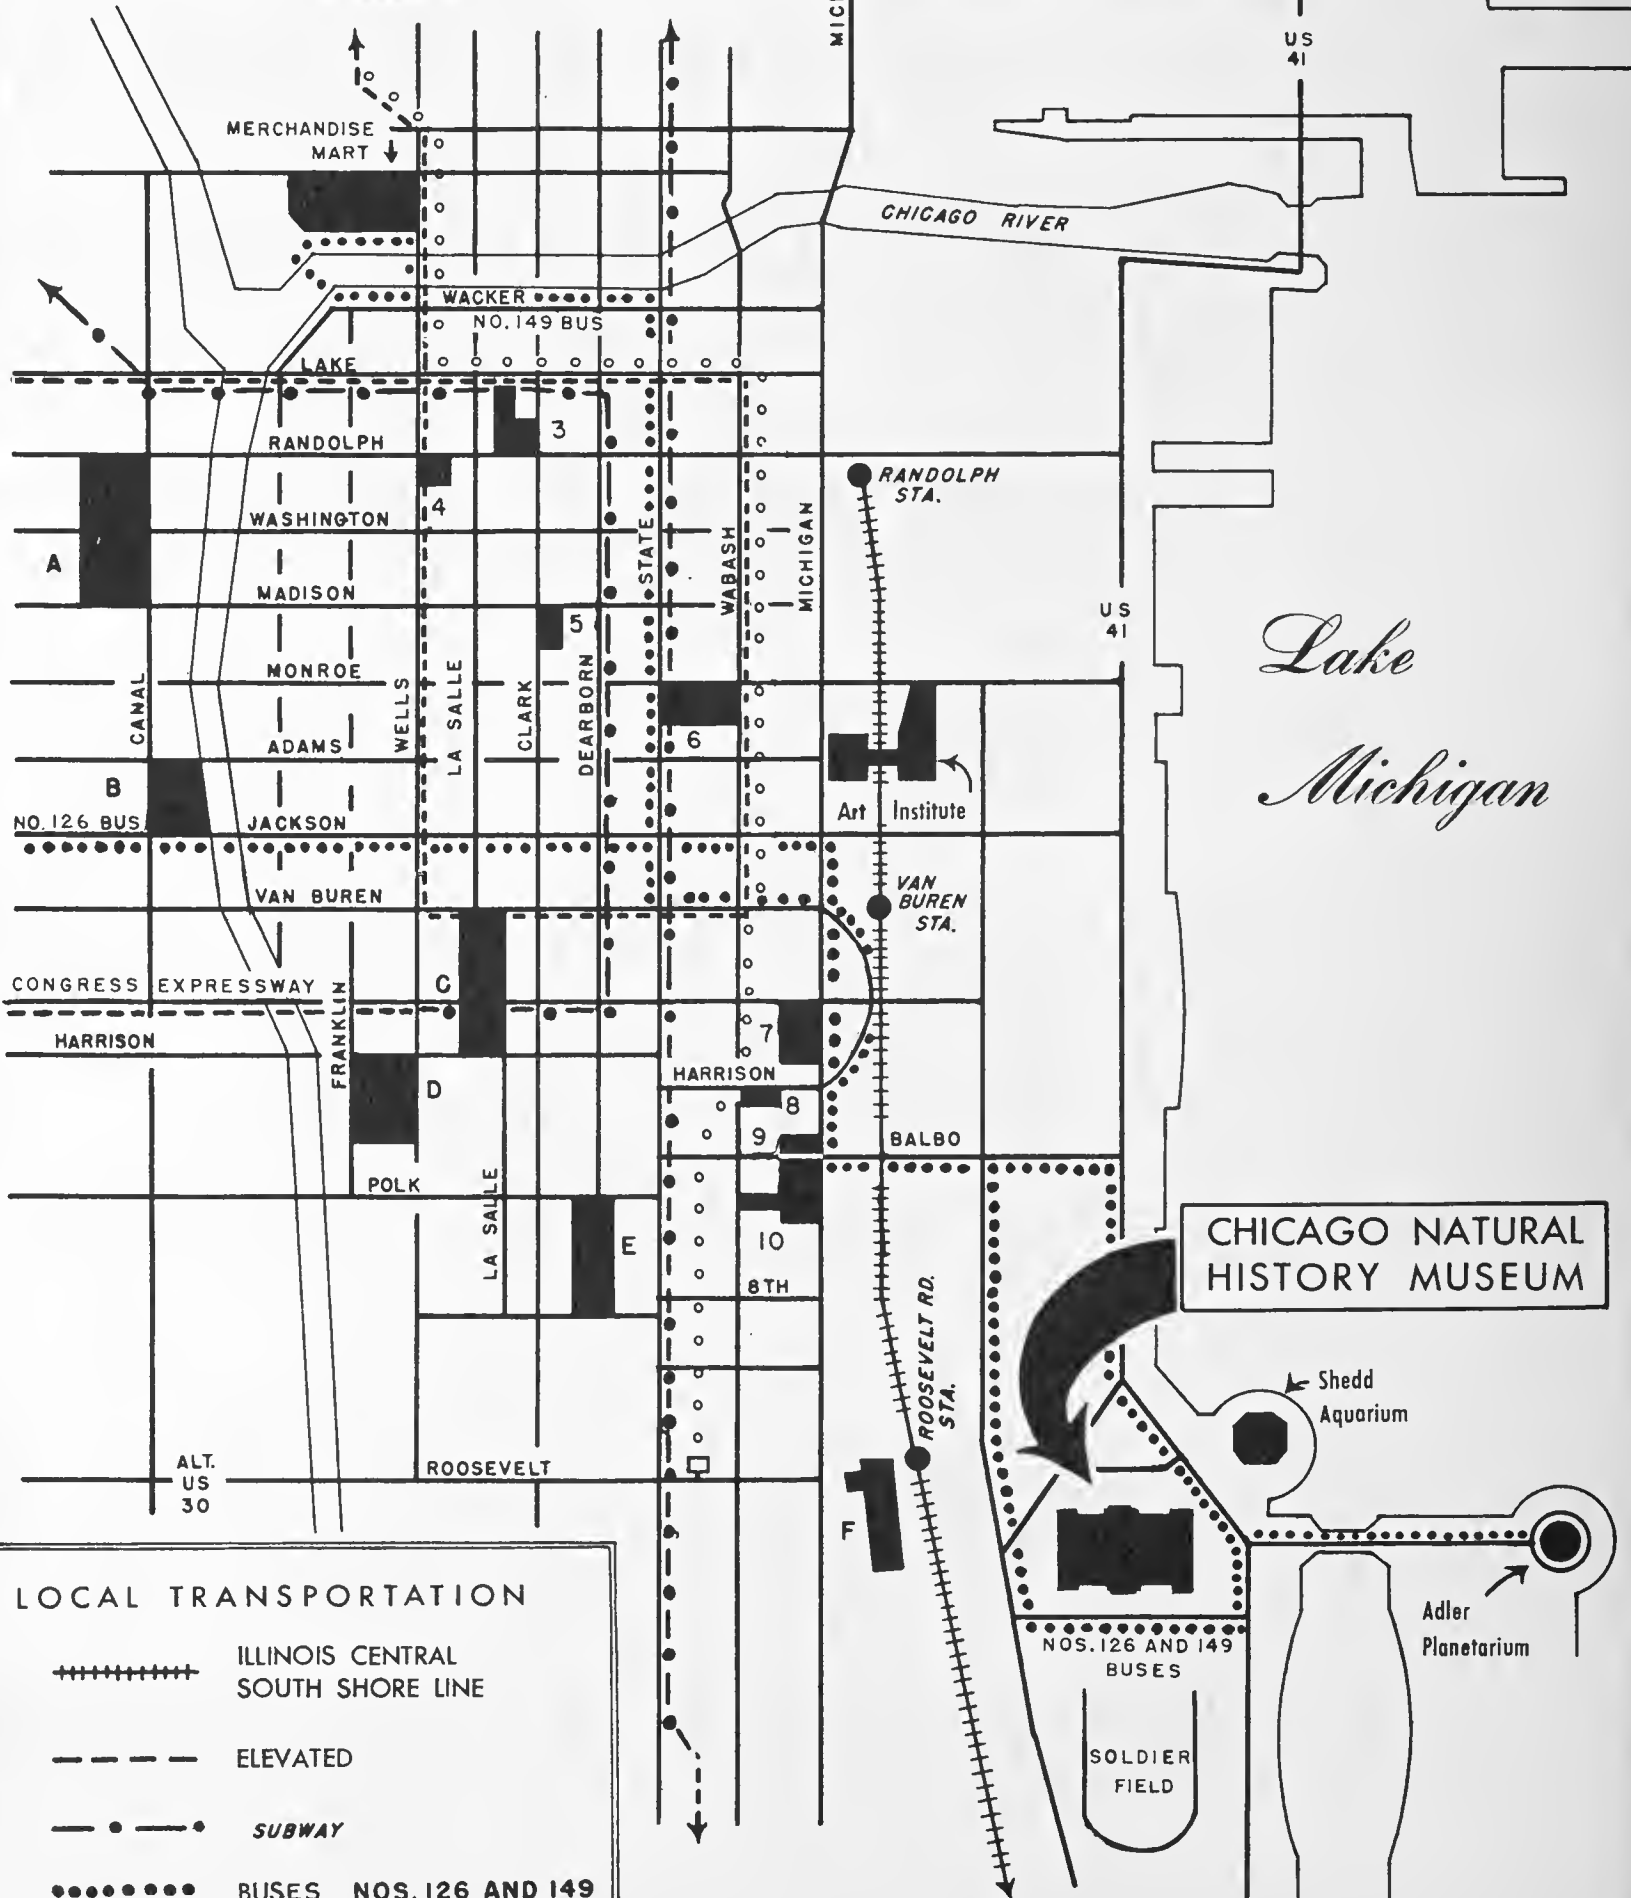 MIC
US
41
MERCHANDISE
MART
CHICAGO RIVER
WACKER
NO. 149 BUS
LAKE
RANDOLPH
3
RANDOLPH
STA.
4
WASHINGTON
STATE
WABASH
MICHIGAN
A
MADISON
5
US
41
Lake
Michigan
MONROE
CANAL
WELLS
LA SALLE
CLARK
DEARBORN
ADAMS
6
B
Art Institute
NO. 126 BUS
JACKSON
VAN BUREN
VAN
BUREN
STA.
CONGRESS EXPRESSWAY
C
FRANKLIN
7
HARRISON
HARRISON
D
8
9
BALBO
POLK
LA SALLE
E
10
8TH
CHICAGO NATURAL
HISTORY MUSEUM
ROOSEVELT RD.
STA.
Shedd
Aquarium
ALT.
US
30
ROOSEVELT
F
Adler
Planetarium
NOS. 126 AND 149
BUSES
SOLDIER
FIELD
LOCAL TRANSPORTATION
ILLINOIS CENTRAL
SOUTH SHORE LINE
ELEVATED
SUBWAY
BUSES NOS. 126 AND 149